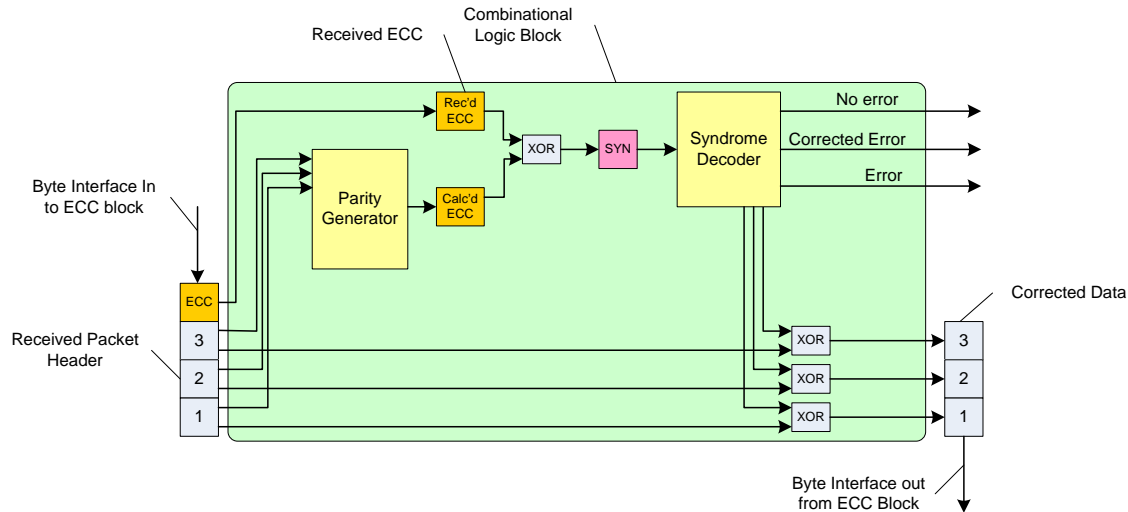 Received ECC
Combinational
Logic Block
Rec'd
ECC
No error
XOR
SYN
Syndrome
Decoder
Corrected Error
Error
Byte Interface In
to ECC block
Parity
Generator
Calc'd
ECC
ECC
Corrected Data
Received Packet
Header
3
XOR
3
2
XOR
2
1
XOR
1
Byte Interface out
from ECC Block